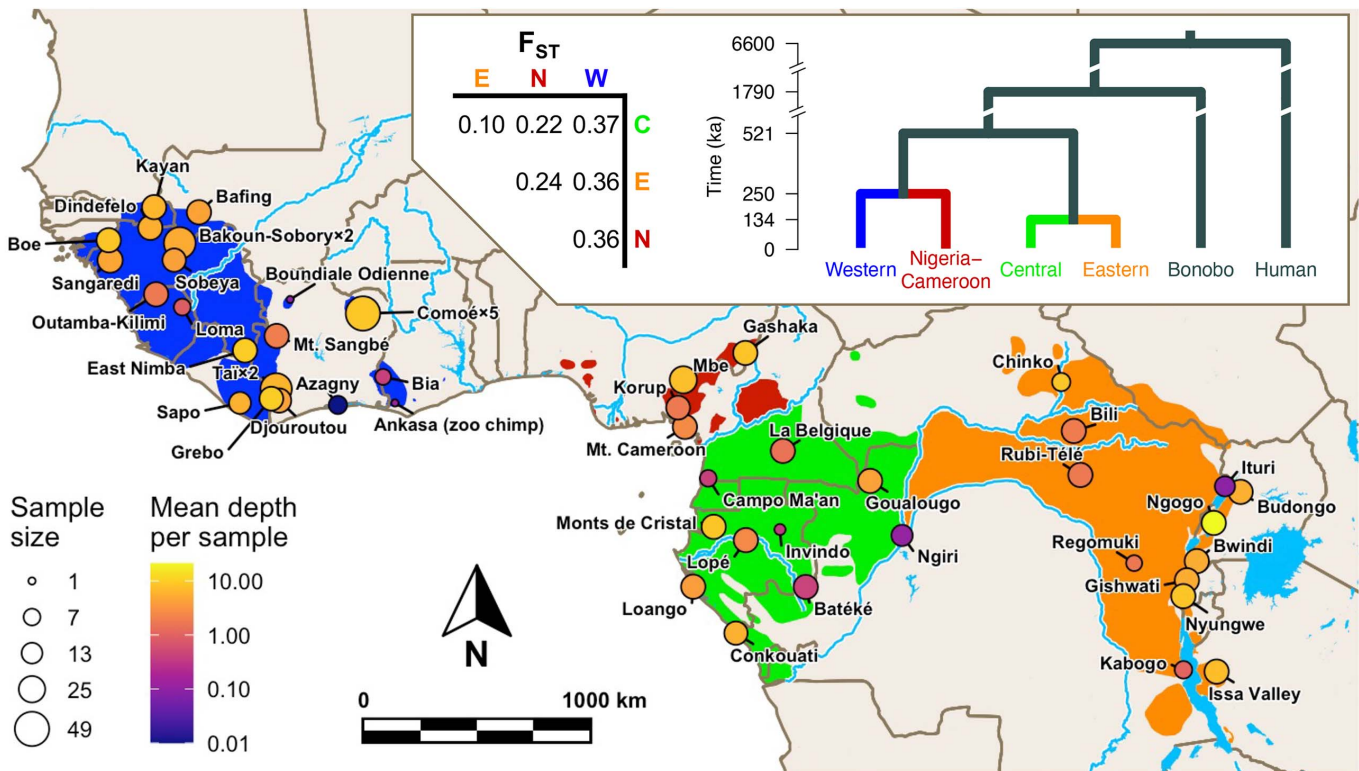 F_ST
E N W
0.10 0.22 0.37 C
0.24 0.36 E
0.36 N
Time (ka)
6600
1790
521
250
134
0
Western
Nigeria–
Cameroon
Central
Eastern
Bonobo
Human
Kayan
Dindefelo
Bafing
Boe
Bakoun-Sobory×2
Sangaredi
Sobeya
Boundiale Odienne
Outamba-Kilimi
Loma
Comoé×5
East Nimba
Mt. Sangbé
Taï×2
Azagny
Bia
Sapo
Djouroutou
Ankasa (zoo chimp)
Grebo
Gashaka
Mbe
Korup
Mt. Cameroon
La Belgique
Campo Ma'an
Goualougo
Monts de Cristal
Invindo
Ngiri
Lopé
Loango
Batéké
Conkouati
Chinko
Bili
Rubi-Télé
Ituri
Ngogo
Budongo
Regomuki
Bwindi
Gishwati
Nyungwe
Kabogo
Issa Valley
Sample
size
1
7
13
25
49
Mean depth
per sample
10.00
1.00
0.10
0.01
N
0
1000 km